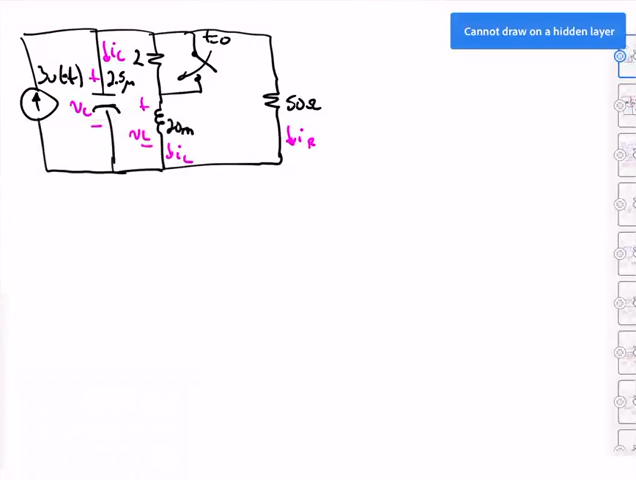 Cannot draw on a hidden layer
t=0
iC
2
3u(-t)
+
2.5μ
vC
+
50Ω
-
20m
vL
-
iR
iL